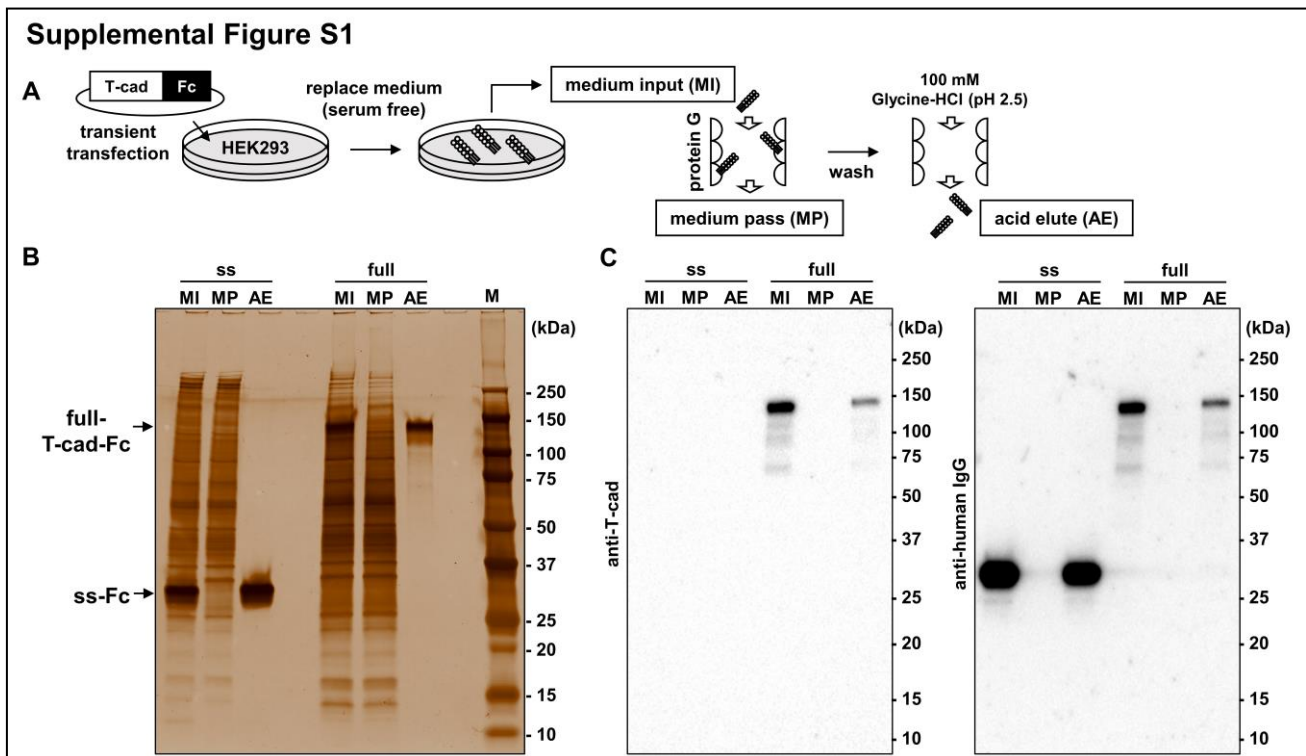 Supplemental Figure S1
A
T-cad Fc
transient
transfection
HEK293
replace medium
(serum free)
medium input (MI)
protein G
medium pass (MP)
wash
100 mM
Glycine-HCl (pH 2.5)
acid elute (AE)
B
ss full
MI MP AE MI MP AE M
(kDa)
full-
T-cad-Fc
ss-Fc
- 250
- 150
- 100
- 75
- 50
- 37
- 25
- 20
- 15
- 10
C
anti-T-cad
ss full
MI MP AE MI MP AE
(kDa)
- 250
- 150
- 100
- 75
- 50
- 37
- 25
- 20
- 15
- 10
anti-human IgG
ss full
MI MP AE MI MP AE
(kDa)
- 250
- 150
- 100
- 75
- 50
- 37
- 25
- 20
- 15
- 10